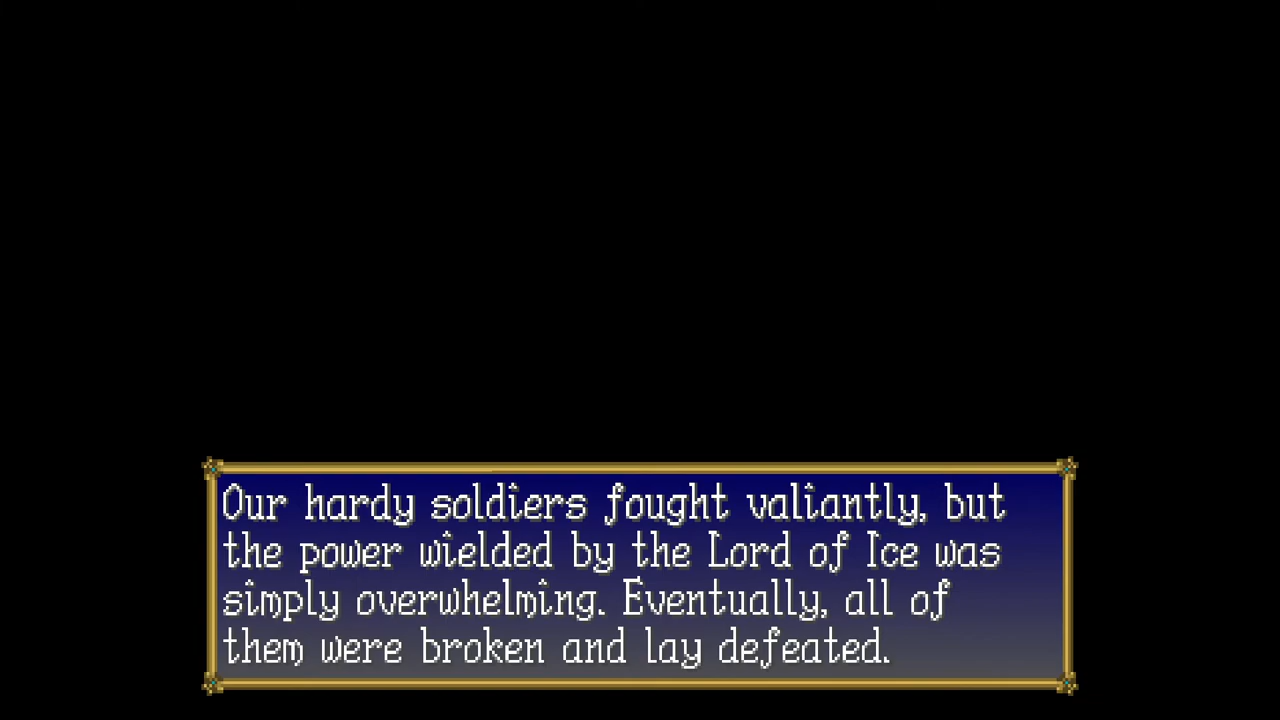 Our hardy soldiers fought valiantly, but
the power wielded by the Lord of Ice was
simply overwhelming. Eventually, all of
them were broken and lay defeated.